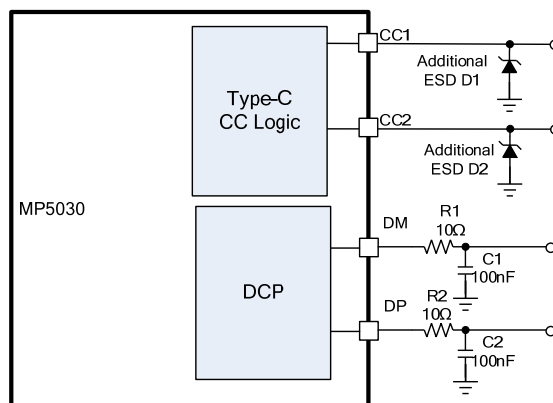 CC1
Additional
ESD D1
Type-C
CC Logic
CC2
Additional
ESD D2
MP5030
DM
R1
10Ω
C1
100nF
DCP
DP
R2
10Ω
C2
100nF